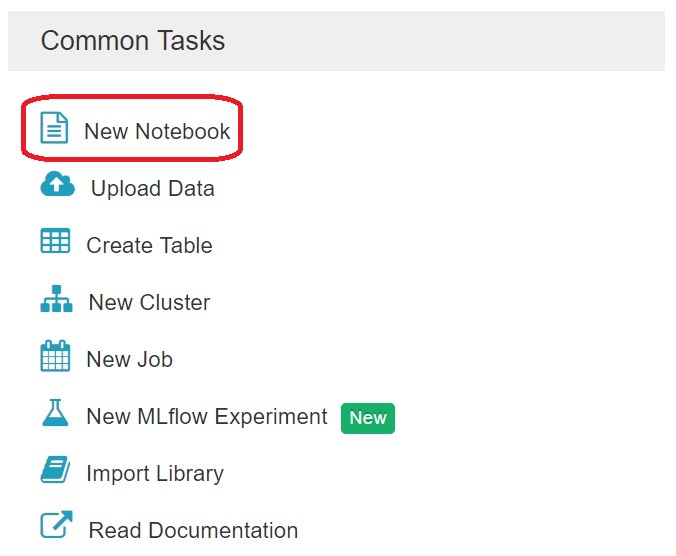 Common Tasks
New Notebook
Upload Data
Create Table
New Cluster
New Job
New MLflow Experiment New
Import Library
Read Documentation